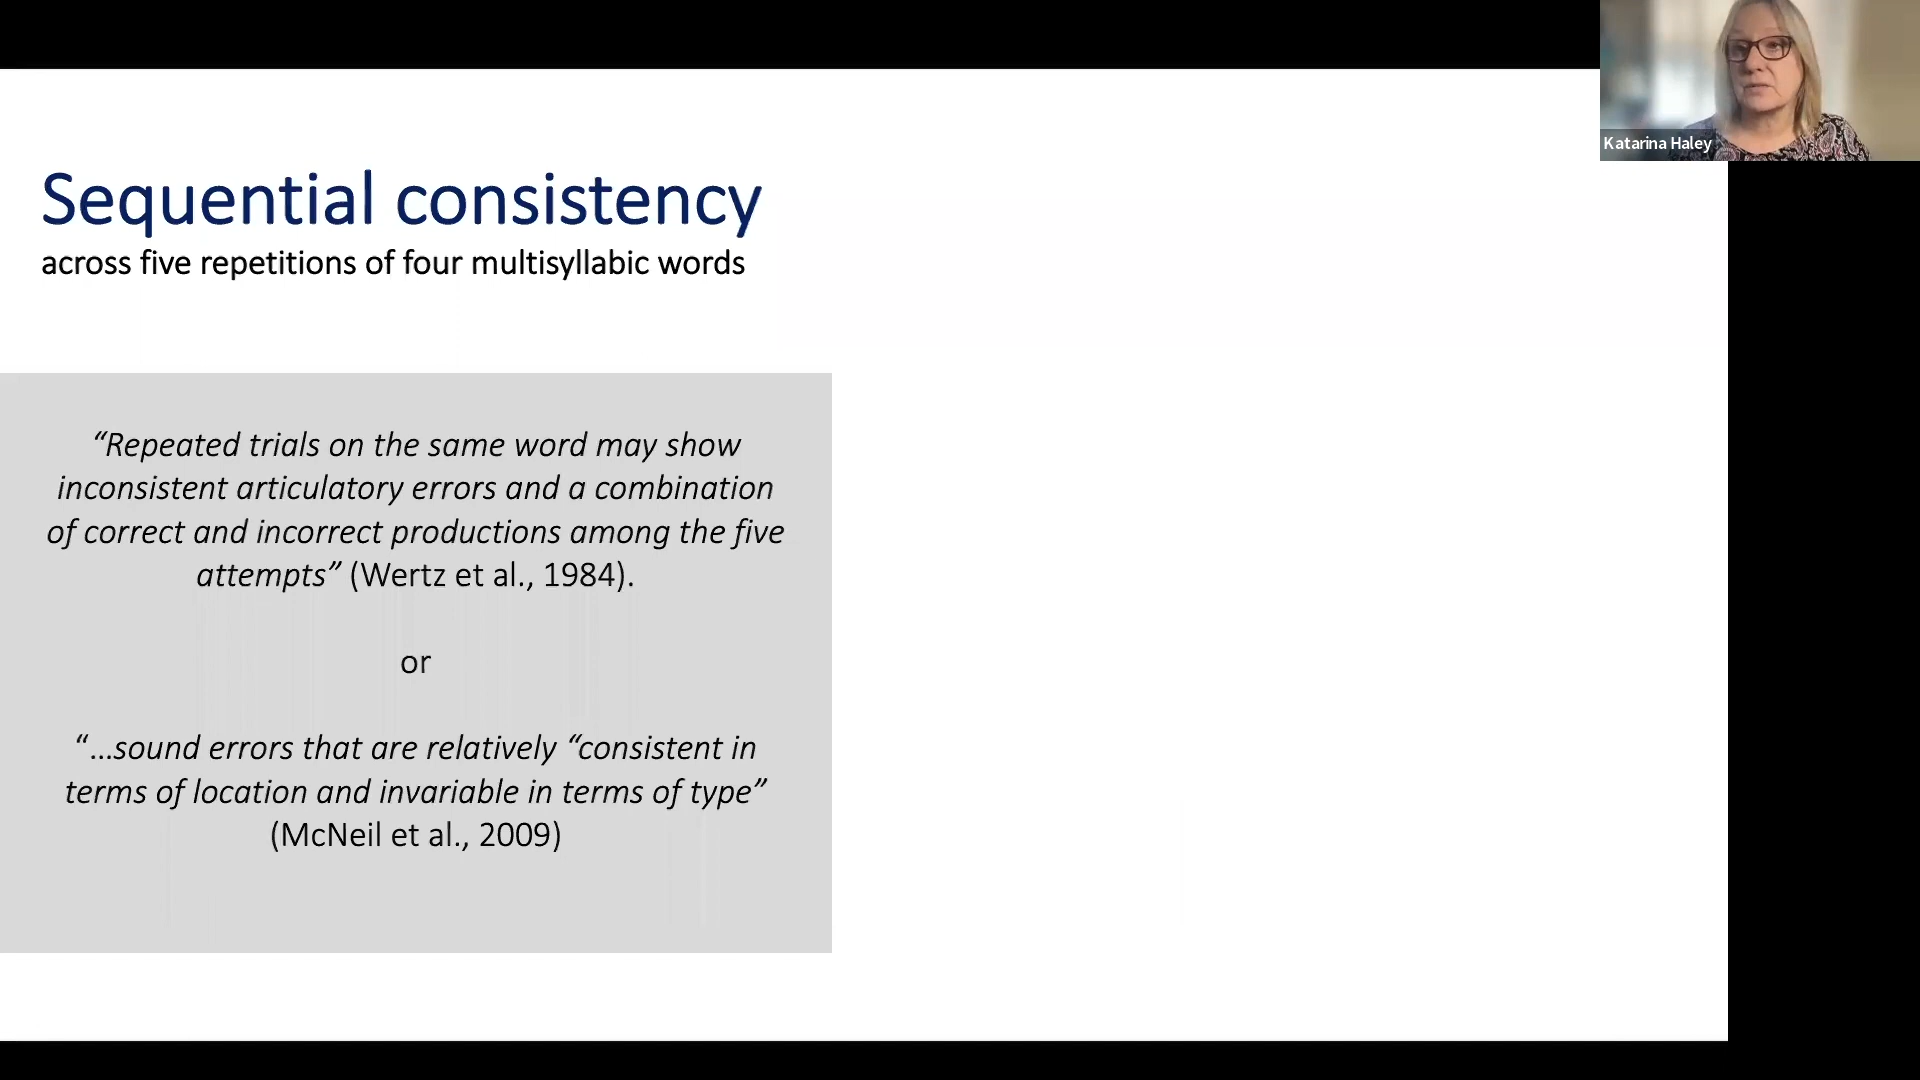 Katarina Haley
Sequential consistency
across five repetitions of four multisyllabic words
“Repeated trials on the same word may show
inconsistent articulatory errors and a combination
of correct and incorrect productions among the five
attempts” (Wertz et al., 1984).
or
“…sound errors that are relatively “consistent in
terms of location and invariable in terms of type”
(McNeil et al., 2009)